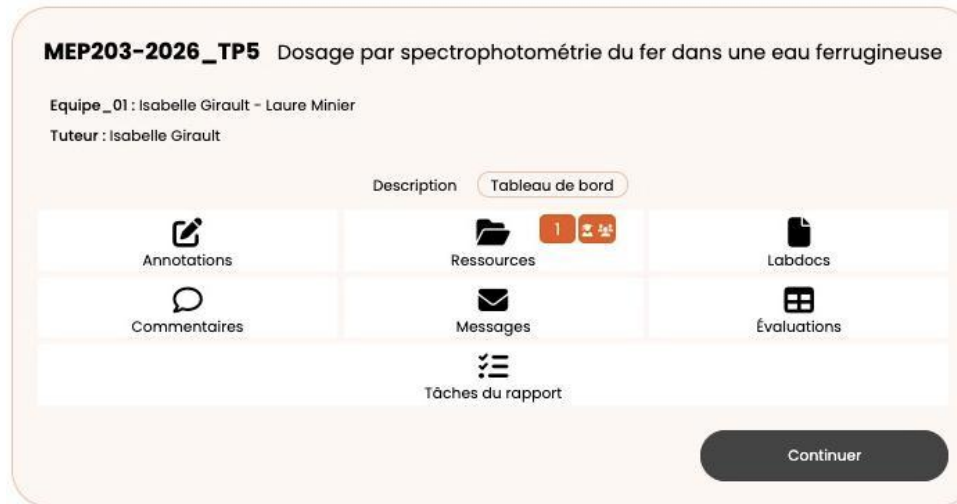 MEP203-2026_TP5 Dosage par spectrophotométrie du fer dans une eau ferrugineuse
Equipe_01 : Isabelle Girault - Laure Minier
Tuteur : Isabelle Girault
Description Tableau de bord
1
Annotations Ressources Labdocs
Commentaires Messages Évaluations
Tâches du rapport
Continuer